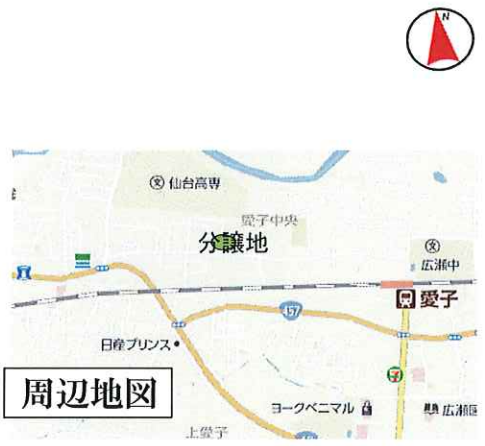 N
仙台高専
愛子中央
分譲地
広瀬中
愛子
457
日産プリンス
周辺地図
ヨークベニマル
広瀬区
上愛子